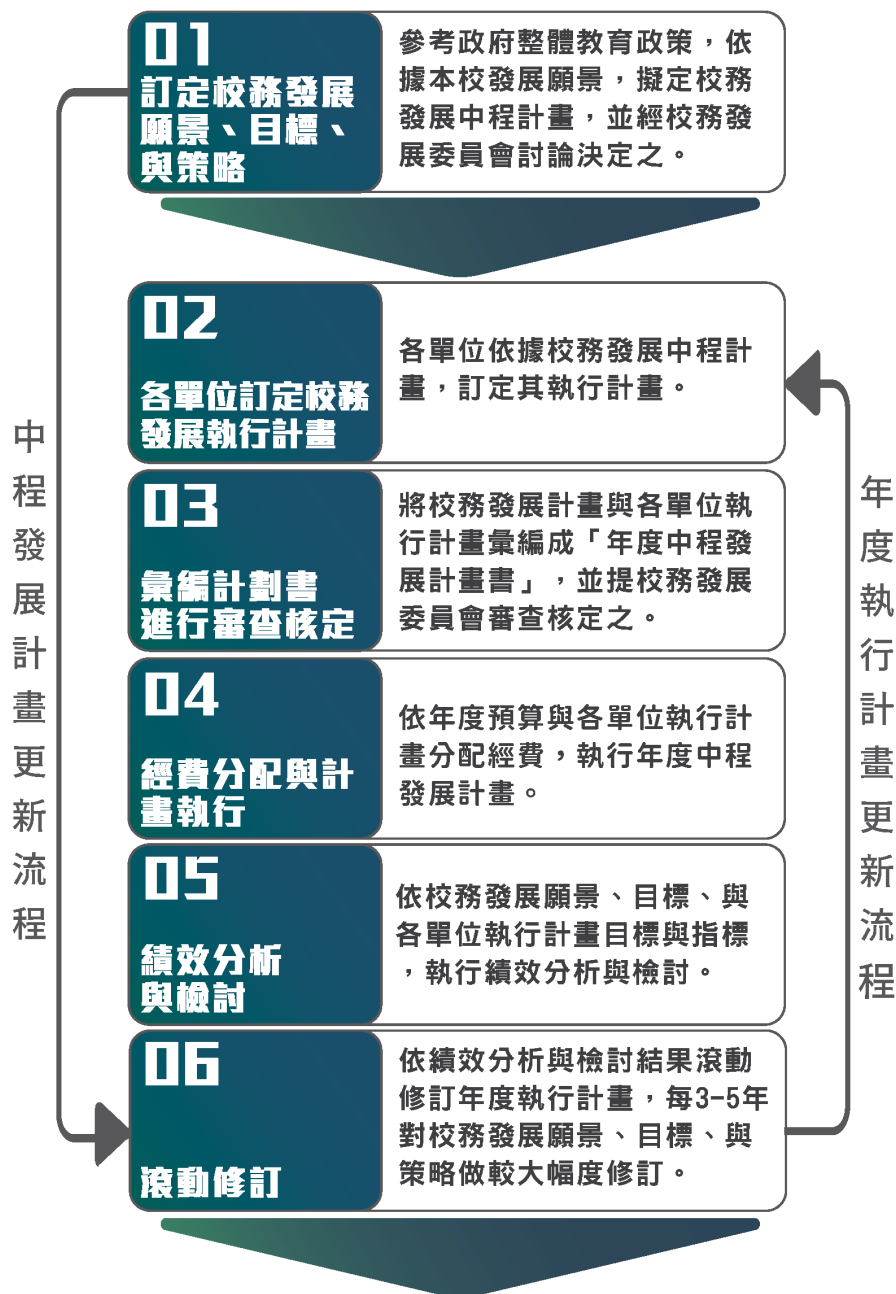 01
訂定校務發展
願景、目標、
與策略
參考政府整體教育政策，依
據本校發展願景，擬定校務
發展中程計畫，並經校務發
展委員會討論決定之。
02
各單位訂定校務
發展執行計畫
各單位依據校務發展中程計
畫，訂定其執行計畫。
03
彙編計劃書
進行審查核定
將校務發展計畫與各單位執
行計畫彙編成「年度中程發
展計畫書」，並提校務發展
委員會審查核定之。
04
經費分配與計
畫執行
依年度預算與各單位執行計
畫分配經費，執行年度中程
發展計畫。
05
績效分析
與檢討
依校務發展願景、目標、與
各單位執行計畫目標與指標
，執行績效分析與檢討。
06
滾動修訂
依績效分析與檢討結果滾動
修訂年度執行計畫，每3-5年
對校務發展願景、目標、與
策略做較大幅度修訂。
中程發展計畫更新流程
年度執行計畫更新流程